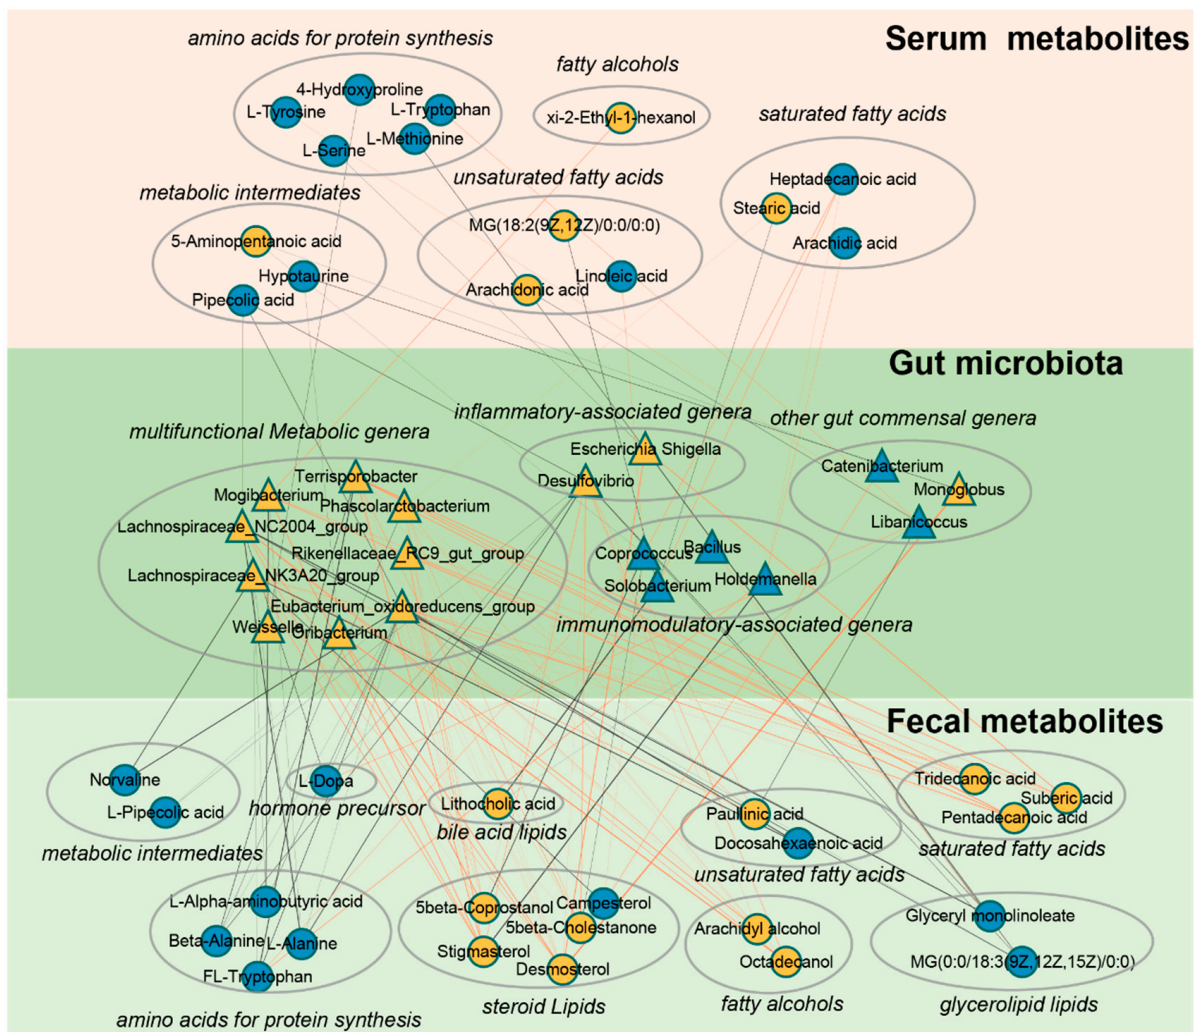 Serum metabolites
amino acids for protein synthesis
4-Hydroxyproline
L-Tyrosine
L-Tryptophan
L-Methionine
L-Serine
fatty alcohols
xi-2-Ethyl-1-hexanol
saturated fatty acids
Heptadecanoic acid
Stearic acid
Arachidic acid
metabolic intermediates
5-Aminopentanoic acid
Hypotaurine
Pipecolic acid
unsaturated fatty acids
MG(18:2(9Z,12Z)/0:0/0:0)
Linoleic acid
Arachidonic acid
Gut microbiota
multifunctional Metabolic genera
Terrisporobacter
Mogibacterium
Phascolarctobacterium
Lachnospiraceae_NC2004_group
Rikenellaceae_RC9_gut_group
Lachnospiraceae_NK3A20_group
Eubacterium_oxidoreducens_group
Weisselle
Oribacterium
inflammatory-associated genera
Escherichia Shigella
Desulfovibrio
other gut commensal genera
Catenibacterium
Monoglobus
Libanicoccus
Coprococcus
Bacillus
Solobacterium
Holdemanella
immunomodulatory-associated genera
Fecal metabolites
Norvaline
L-Pipecolic acid
metabolic intermediates
L-Dopa
hormone precursor
Lithocholic acid
bile acid lipids
Paullinic acid
Docosahexaenoic acid
unsaturated fatty acids
Tridecanoic acid
Suberic acid
Pentadecanoic acid
saturated fatty acids
L-Alpha-aminobutyric acid
Beta-Alanine
L-Alanine
FL-Tryptophan
amino acids for protein synthesis
5beta-Coprostanol
Campesterol
5beta-Cholestanone
Stigmasterol
Desmosterol
steroid Lipids
Arachidyl alcohol
Octadecanol
fatty alcohols
Glyceryl monolinoleate
MG(0:0/18:3(9Z,12Z,15Z)/0:0)
glycerolipid lipids